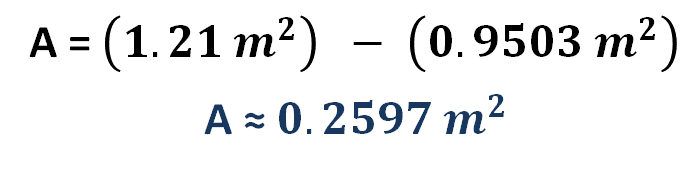 A = (1.21 m²) − (0.9503 m²)
A ≈ 0.2597 m²